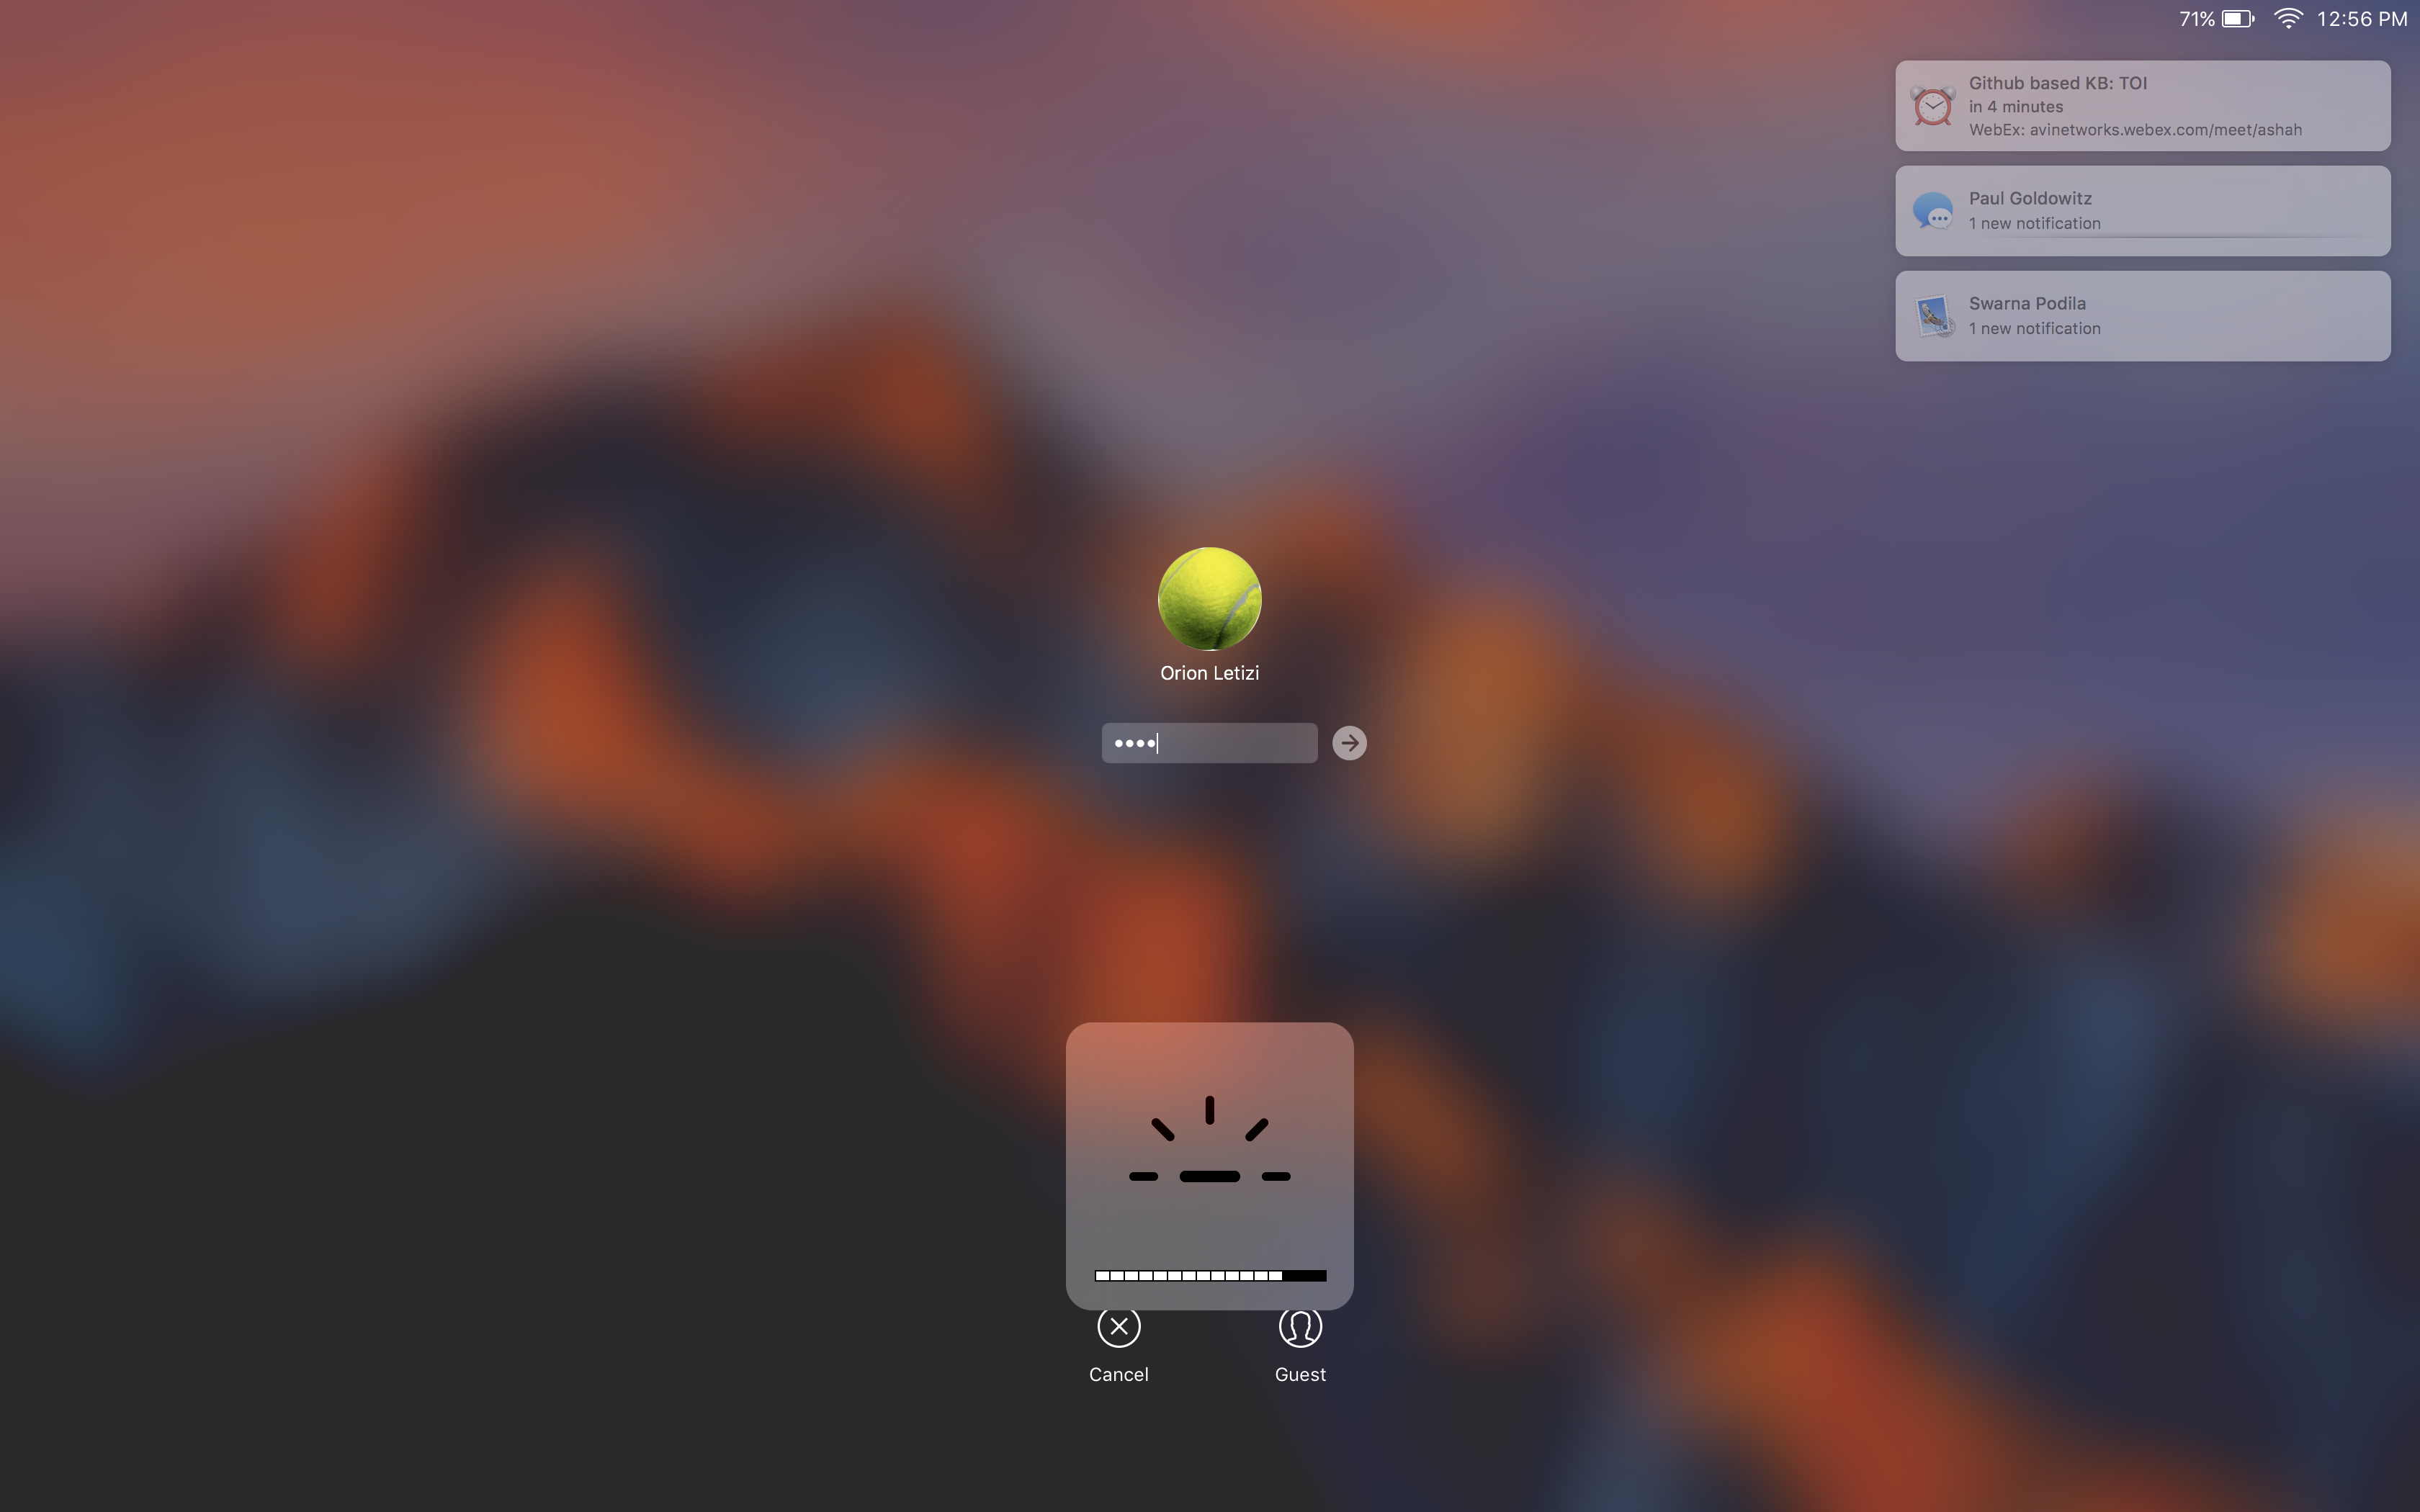 71% 12:56 PM
Github based KB: TOI
in 4 minutes
WebEx: avinetworks.webex.com/meet/ashah
Paul Goldowitz
1 new notification
Swarna Podila
1 new notification
Orion Letizi
Cancel Guest